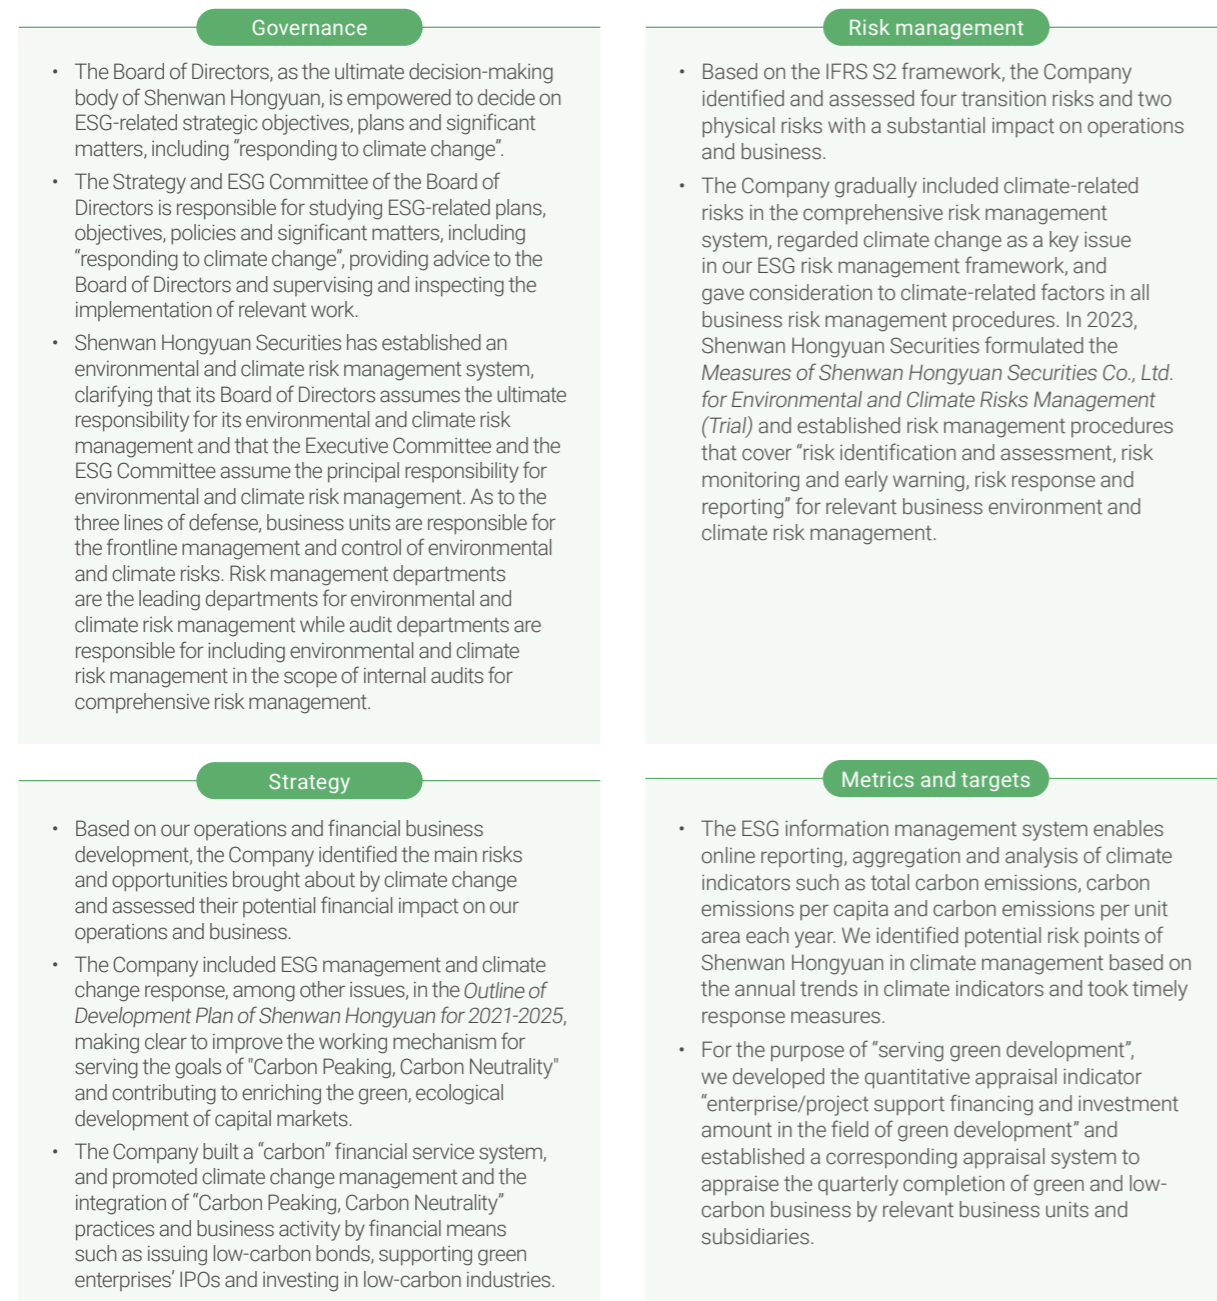 Governance
• The Board of Directors, as the ultimate decision-making
body of Shenwan Hongyuan, is empowered to decide on
ESG-related strategic objectives, plans and significant
matters, including “responding to climate change”.
• The Strategy and ESG Committee of the Board of
Directors is responsible for studying ESG-related plans,
objectives, policies and significant matters, including
“responding to climate change”, providing advice to the
Board of Directors and supervising and inspecting the
implementation of relevant work.
• Shenwan Hongyuan Securities has established an
environmental and climate risk management system,
clarifying that its Board of Directors assumes the ultimate
responsibility for its environmental and climate risk
management and that the Executive Committee and the
ESG Committee assume the principal responsibility for
environmental and climate risk management. As to the
three lines of defense, business units are responsible for
the frontline management and control of environmental
and climate risks. Risk management departments
are the leading departments for environmental and
climate risk management while audit departments are
responsible for including environmental and climate
risk management in the scope of internal audits for
comprehensive risk management.
Risk management
• Based on the IFRS S2 framework, the Company
identified and assessed four transition risks and two
physical risks with a substantial impact on operations
and business.
• The Company gradually included climate-related
risks in the comprehensive risk management
system, regarded climate change as a key issue
in our ESG risk management framework, and
gave consideration to climate-related factors in all
business risk management procedures. In 2023,
Shenwan Hongyuan Securities formulated the
Measures of Shenwan Hongyuan Securities Co., Ltd.
for Environmental and Climate Risks Management
(Trial) and established risk management procedures
that cover “risk identification and assessment, risk
monitoring and early warning, risk response and
reporting” for relevant business environment and
climate risk management.
Strategy
• Based on our operations and financial business
development, the Company identified the main risks
and opportunities brought about by climate change
and assessed their potential financial impact on our
operations and business.
• The Company included ESG management and climate
change response, among other issues, in the Outline of
Development Plan of Shenwan Hongyuan for 2021-2025,
making clear to improve the working mechanism for
serving the goals of "Carbon Peaking, Carbon Neutrality"
and contributing to enriching the green, ecological
development of capital markets.
• The Company built a “carbon” financial service system,
and promoted climate change management and the
integration of “Carbon Peaking, Carbon Neutrality”
practices and business activity by financial means
such as issuing low-carbon bonds, supporting green
enterprises’ IPOs and investing in low-carbon industries.
Metrics and targets
• The ESG information management system enables
online reporting, aggregation and analysis of climate
indicators such as total carbon emissions, carbon
emissions per capita and carbon emissions per unit
area each year. We identified potential risk points of
Shenwan Hongyuan in climate management based on
the annual trends in climate indicators and took timely
response measures.
• For the purpose of “serving green development”,
we developed the quantitative appraisal indicator
“enterprise/project support financing and investment
amount in the field of green development” and
established a corresponding appraisal system to
appraise the quarterly completion of green and low-
carbon business by relevant business units and
subsidiaries.